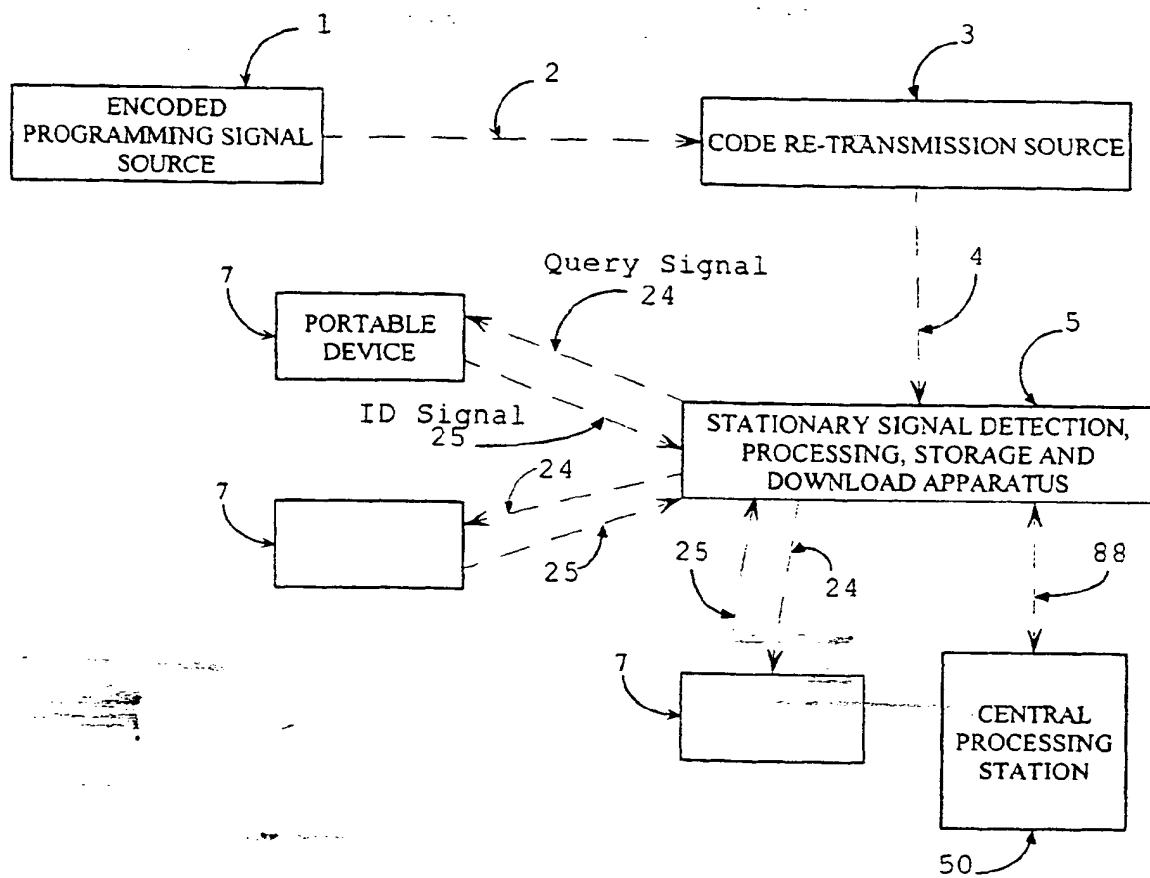 1
2
3
ENCODED
PROGRAMMING SIGNAL
SOURCE
CODE RE-TRANSMISSION SOURCE
Query Signal
24
4
7
PORTABLE
DEVICE
5
ID Signal
25
STATIONARY SIGNAL DETECTION,
PROCESSING, STORAGE AND
DOWNLOAD APPARATUS
7
24
25
25
24
88
7
CENTRAL
PROCESSING
STATION
50